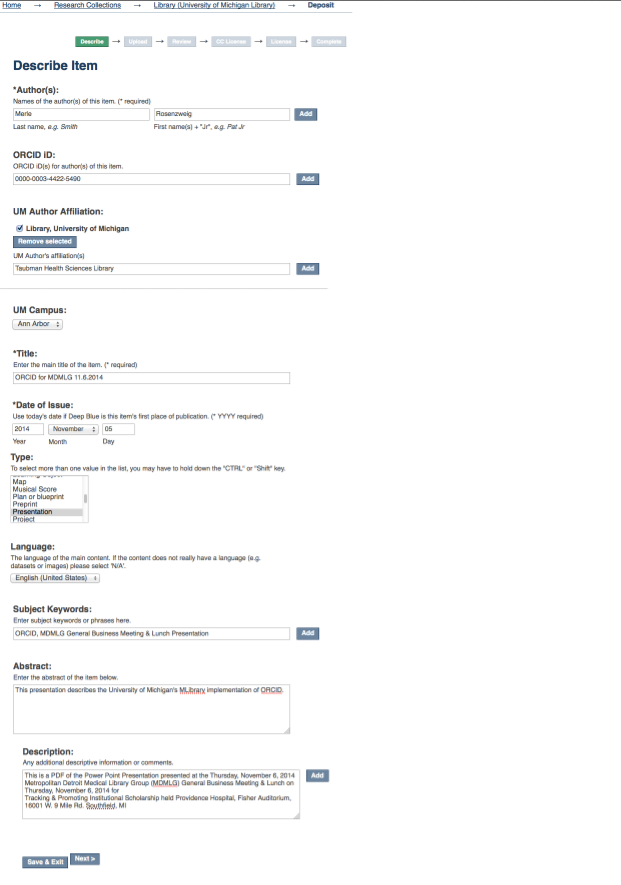 Home → Research Collections → Library (University of Michigan Library) → Deposit
Describe → Upload → Review → CC License → License → Complete
Describe Item
*Author(s):
Names of the author(s) of this item. (* required)
Merle Rosenzweig Add
Last name, e.g. Smith First name(s) + "Jr", e.g. Pat Jr
ORCID iD:
ORCID iD(s) for author(s) of this item.
0000-0003-4422-5490 Add
UM Author Affiliation:
Library, University of Michigan
Remove selected
UM Author's affiliation(s)
Taubman Health Sciences Library Add
UM Campus:
Ann Arbor
*Title:
Enter the main title of the item. (* required)
ORCID for MDMLG 11.6.2014
*Date of Issue:
Use today's date if Deep Blue is this item's first place of publication. (* YYYY required)
2014 November 05
Year Month Day
Type:
To select more than one value in the list, you may have to hold down the "CTRL" or "Shift" key.
Map
Musical Score
Plan or blueprint
Preprint
Presentation
Project
Language:
The language of the main content. If the content does not really have a language (e.g.
datasets or images) please select 'N/A'.
English (United States)
Subject Keywords:
Enter subject keywords or phrases here.
ORCID, MDMLG General Business Meeting & Lunch Presentation Add
Abstract:
Enter the abstract of the item below.
This presentation describes the University of Michigan's MLibrary implementation of ORCID.
Description:
Any additional descriptive information or comments.
This is a PDF of the Power Point Presentation presented at the Thursday, November 6, 2014 Add
Metropolitan Detroit Medical Library Group (MDMLG) General Business Meeting & Lunch on
Thursday, November 6, 2014 for
Tracking & Promoting Institutional Scholarship held Providence Hospital, Fisher Auditorium,
16001 W. 9 Mile Rd. Southfield, MI
Save & Exit Next >